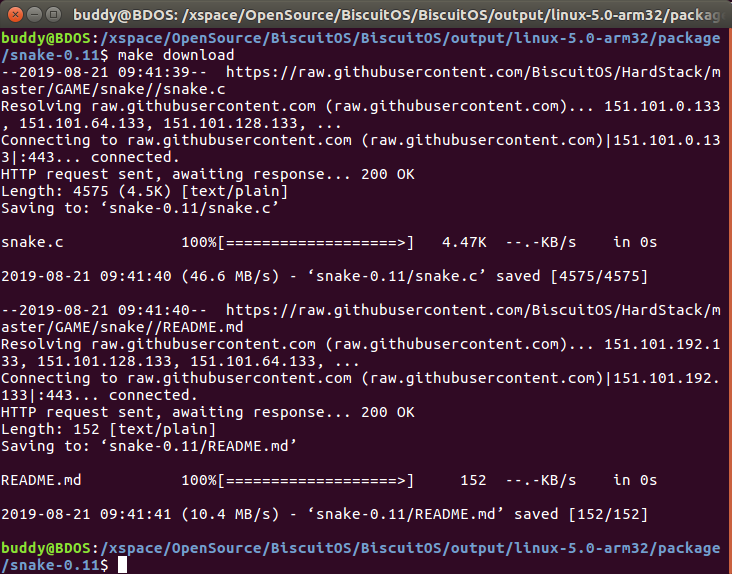 buddy@BDOS: /xspace/OpenSource/BiscuitOS/BiscuitOS/output/linux-5.0-arm32/package
buddy@BDOS:/xspace/OpenSource/BiscuitOS/BiscuitOS/output/linux-5.0-arm32/package
/snake-0.11$ make download
--2019-08-21 09:41:39--  https://raw.githubusercontent.com/BiscuitOS/HardStack/m
aster/GAME/snake//snake.c
Resolving raw.githubusercontent.com (raw.githubusercontent.com)... 151.101.0.133
, 151.101.64.133, 151.101.128.133, ...
Connecting to raw.githubusercontent.com (raw.githubusercontent.com)|151.101.0.13
3|:443... connected.
HTTP request sent, awaiting response... 200 OK
Length: 4575 (4.5K) [text/plain]
Saving to: ‘snake-0.11/snake.c’
snake.c             100%[===================>]   4.47K  --.-KB/s    in 0s
2019-08-21 09:41:40 (46.6 MB/s) - ‘snake-0.11/snake.c’ saved [4575/4575]
--2019-08-21 09:41:40--  https://raw.githubusercontent.com/BiscuitOS/HardStack/m
aster/GAME/snake//README.md
Resolving raw.githubusercontent.com (raw.githubusercontent.com)... 151.101.192.1
33, 151.101.128.133, 151.101.64.133, ...
Connecting to raw.githubusercontent.com (raw.githubusercontent.com)|151.101.192.
133|:443... connected.
HTTP request sent, awaiting response... 200 OK
Length: 152 [text/plain]
Saving to: ‘snake-0.11/README.md’
README.md           100%[===================>]     152  --.-KB/s    in 0s
2019-08-21 09:41:41 (10.4 MB/s) - ‘snake-0.11/README.md’ saved [152/152]
buddy@BDOS:/xspace/OpenSource/BiscuitOS/BiscuitOS/output/linux-5.0-arm32/package
/snake-0.11$